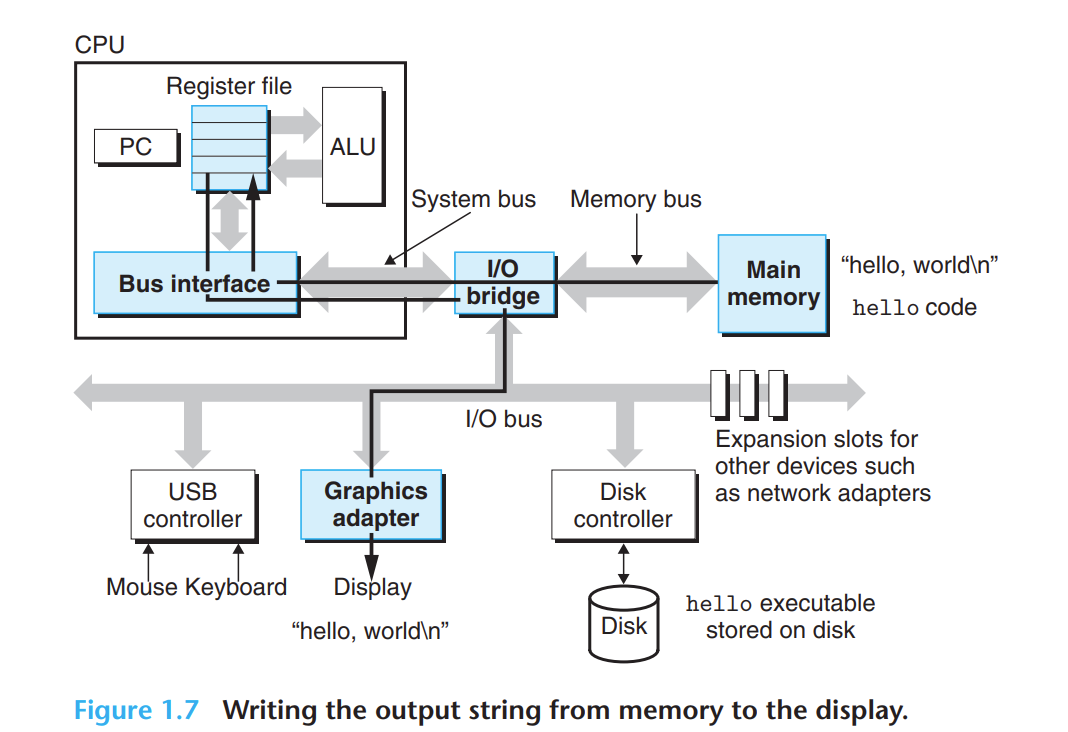 CPU
Register file
PC
ALU
System bus
Memory bus
Bus interface
I/O
bridge
Main
memory
“hello, world\n”
hello code
I/O bus
Expansion slots for
other devices such
as network adapters
USB
controller
Graphics
adapter
Disk
controller
Mouse Keyboard
Display
“hello, world\n”
Disk
hello executable
stored on disk
Figure 1.7 Writing the output string from memory to the display.